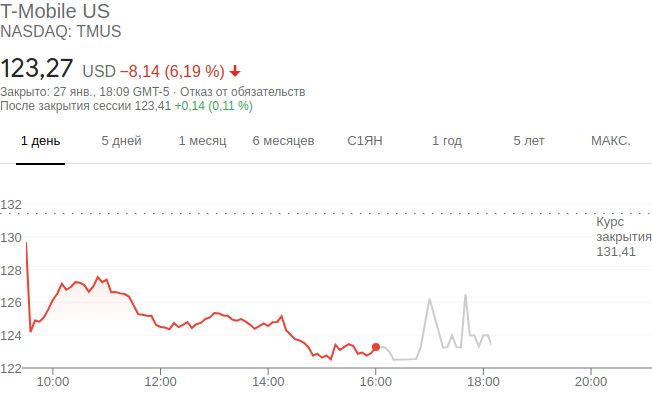 T-Mobile US
NASDAQ: TMUS
123,27 USD −8,14 (6,19 %)
Закрыто: 27 янв., 18:09 GMT-5 · Отказ от обязательств
После закрытия сессии 123,41 +0,14 (0,11 %)
1 день 5 дней 1 месяц 6 месяцев С1ЯН 1 год 5 лет МАКС.
132
Курс
закрытия
131,41
130
128
126
124
122
10:00 12:00 14:00 16:00 18:00 20:00